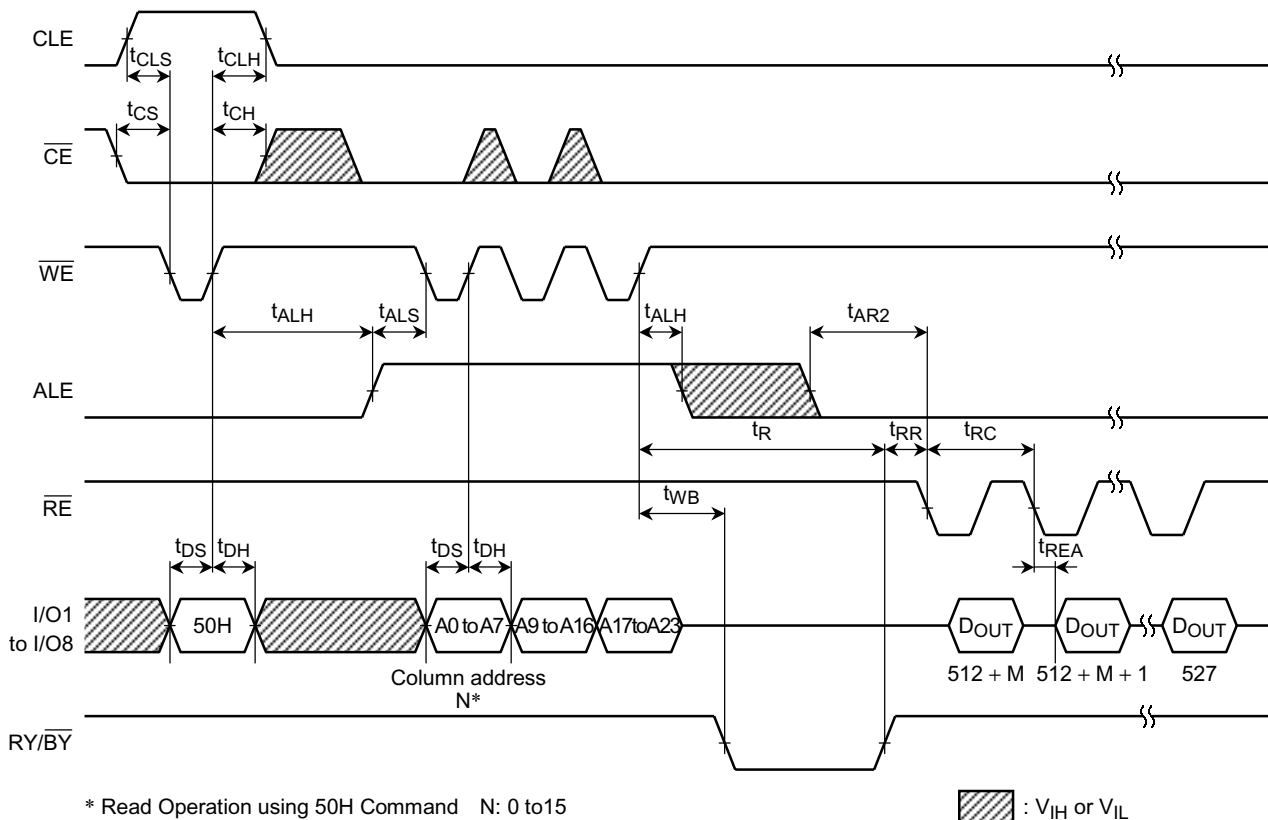 CLE
tCLS tCLH
tCS tCH
CE
WE
tALH tALS tALH tAR2
ALE
tR tRR tRC
RE
tWB
tDS tDH tDS tDH tREA
I/O1
to I/O8
50H A0 to A7 A9 to A16 A17 to A23 DOUT DOUT DOUT
512 + M 512 + M + 1 527
Column address
N*
RY/BY
* Read Operation using 50H Command N: 0 to15
: VIH or VIL